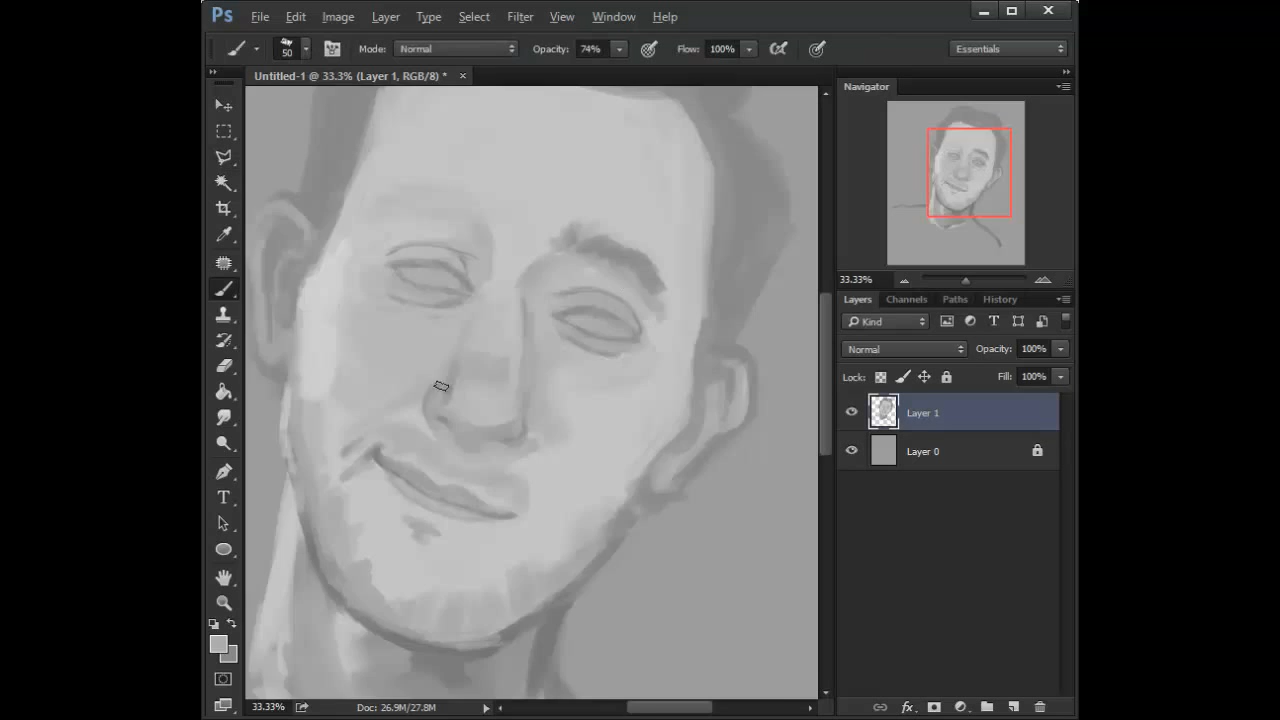 Ps File Edit Image Layer Type Select Filter View Window Help
50 Mode: Normal Opacity: 74% Flow: 100% Essentials
Untitled-1 @ 33.3% (Layer 1, RGB/8) *
Navigator
33.33%
Layers Channels Paths History
Kind
Normal Opacity: 100%
Lock: Fill: 100%
Layer 1
Layer 0
33.33% Doc: 26.9M/27.8M